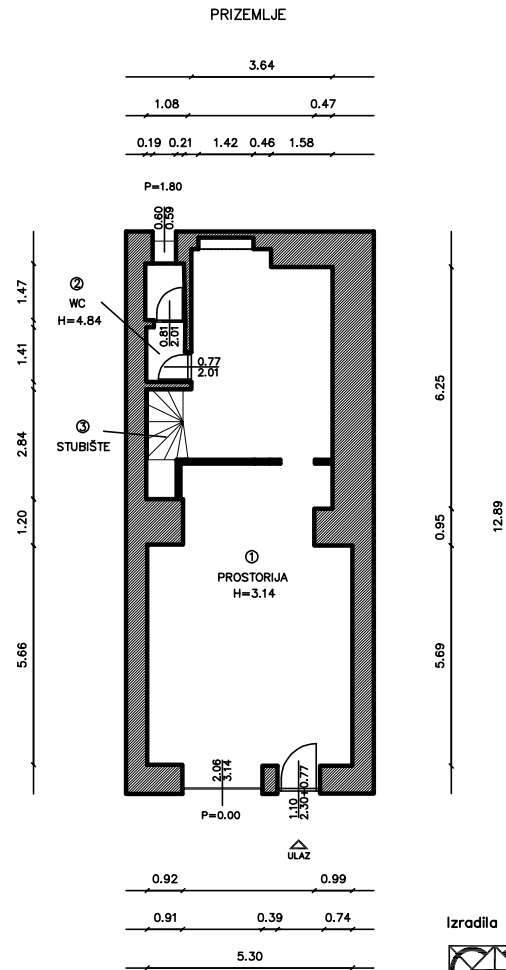 PRIZEMLJE
3.64
1.08 0.47
0.19 0.21 1.42 0.46 1.58
P=1.80
0.60
0.59
1.47
②
WC
H=4.84
0.81
2.01
1.41
0.77
2.01
6.25
③
STUBIŠTE
2.84
1.20
0.95
12.89
①
PROSTORIJA
H=3.14
5.66
5.69
2.06
3.14
1.10
2.30+0.77
P=0.00
ULAZ
0.92 0.99
0.91 0.39 0.74
5.30
Izradila